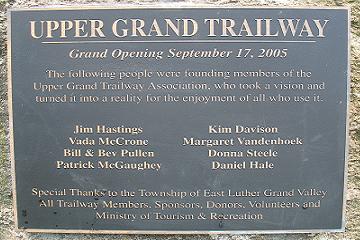 UPPER GRAND TRAILWAY
Grand Opening September 17, 2005
The following people were founding members of the
Upper Grand Trailway Association, who took a vision and
turned it into a reality for the enjoyment of all who use it.
Jim Hastings
Vada McCrone
Bill & Bev Pullen
Patrick McGaughey
Kim Davison
Margaret Vandenhoek
Donna Steele
Daniel Hale
Special Thanks to the Township of East Luther Grand Valley
All Trailway Members, Sponsors, Donors, Volunteers and
Ministry of Tourism & Recreation